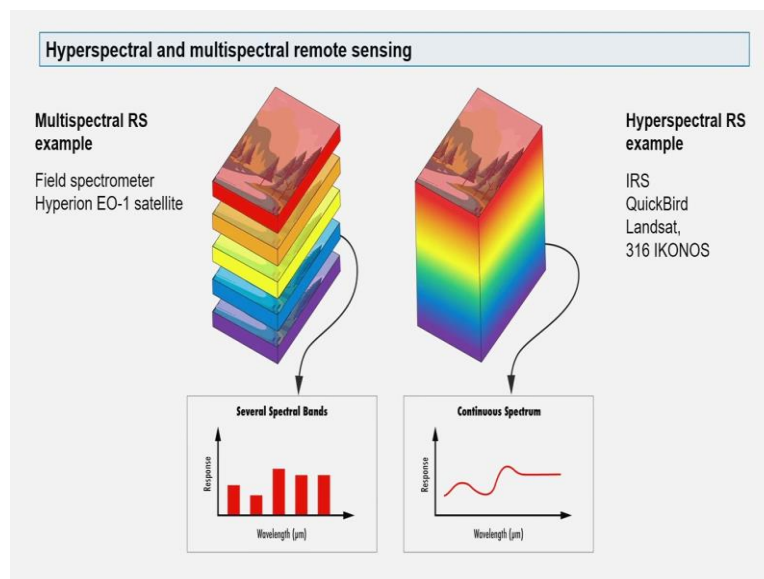 Hyperspectral and multispectral remote sensing
Multispectral RS
example
Field spectrometer
Hyperion EO-1 satellite
Hyperspectral RS
example
IRS
QuickBird
Landsat,
316 IKONOS
Several Spectral Bands
Response
Wavelength (µm)
Continuous Spectrum
Response
Wavelength (µm)